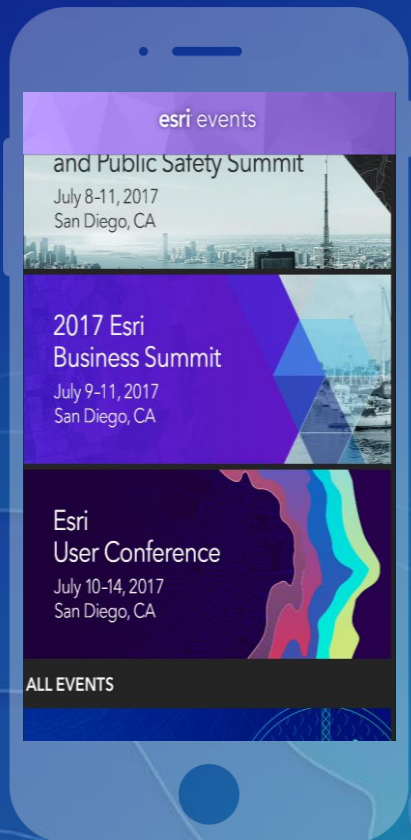 esri events
and Public Safety Summit
July 8-11, 2017
San Diego, CA
2017 Esri
Business Summit
July 9-11, 2017
San Diego, CA
Esri
User Conference
July 10-14, 2017
San Diego, CA
ALL EVENTS